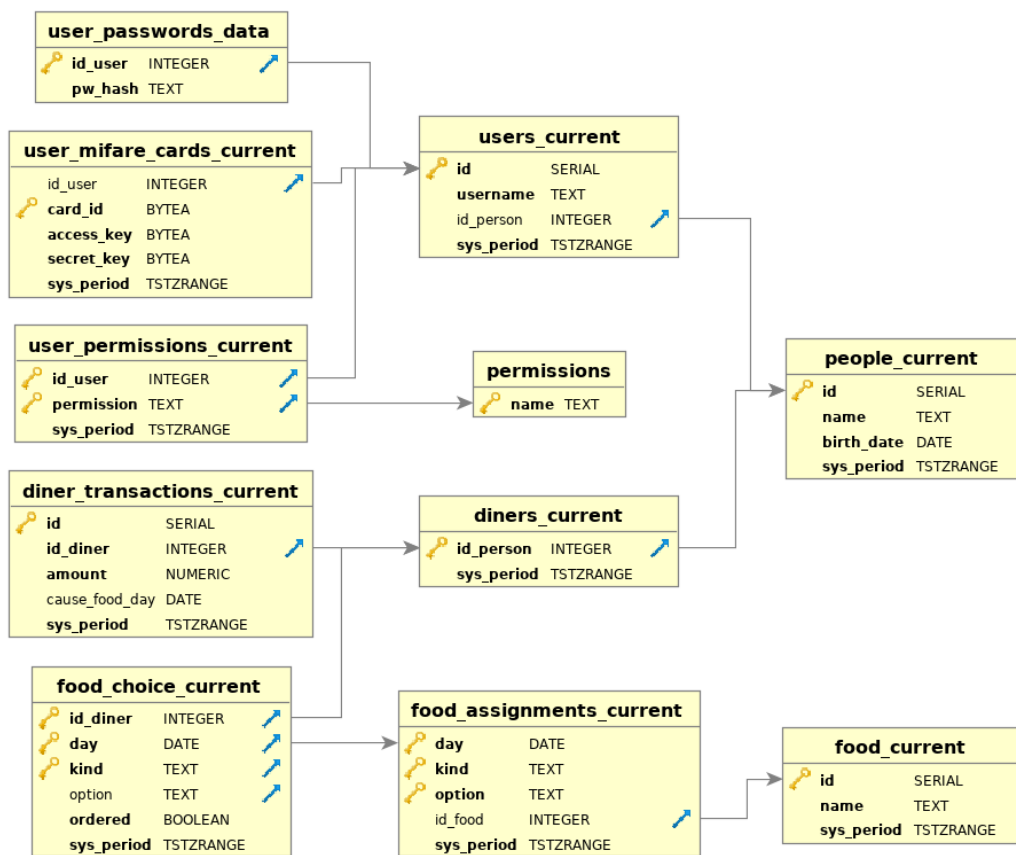 user_passwords_data
id_user INTEGER
pw_hash TEXT
user_mifare_cards_current
id_user INTEGER
card_id BYTEA
access_key BYTEA
secret_key BYTEA
sys_period TSTZRANGE
user_permissions_current
id_user INTEGER
permission TEXT
sys_period TSTZRANGE
diner_transactions_current
id SERIAL
id_diner INTEGER
amount NUMERIC
cause_food_day DATE
sys_period TSTZRANGE
food_choice_current
id_diner INTEGER
day DATE
kind TEXT
option TEXT
ordered BOOLEAN
sys_period TSTZRANGE
users_current
id SERIAL
username TEXT
id_person INTEGER
sys_period TSTZRANGE
permissions
name TEXT
diners_current
id_person INTEGER
sys_period TSTZRANGE
food_assignments_current
day DATE
kind TEXT
option TEXT
id_food INTEGER
sys_period TSTZRANGE
people_current
id SERIAL
name TEXT
birth_date DATE
sys_period TSTZRANGE
food_current
id SERIAL
name TEXT
sys_period TSTZRANGE